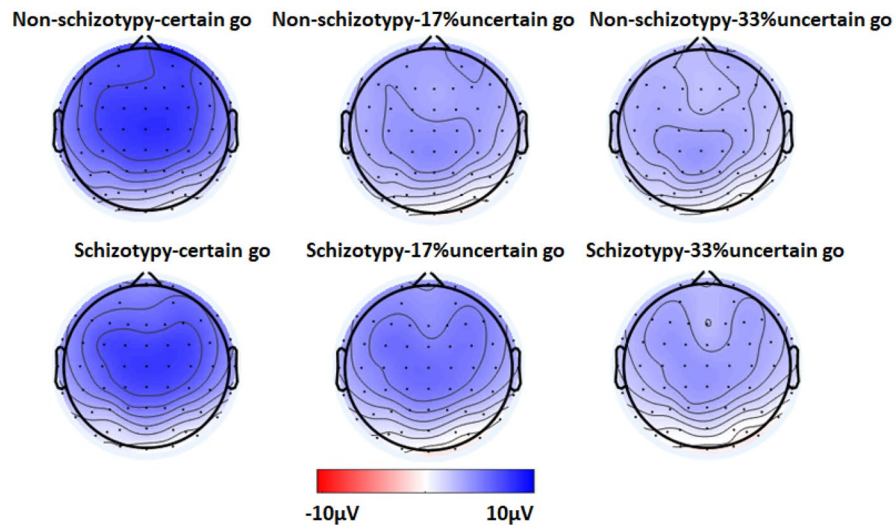 Non-schizotypy-certain go Non-schizotypy-17%uncertain go Non-schizotypy-33%uncertain go
Schizotypy-certain go Schizotypy-17%uncertain go Schizotypy-33%uncertain go
-10μV 10μV